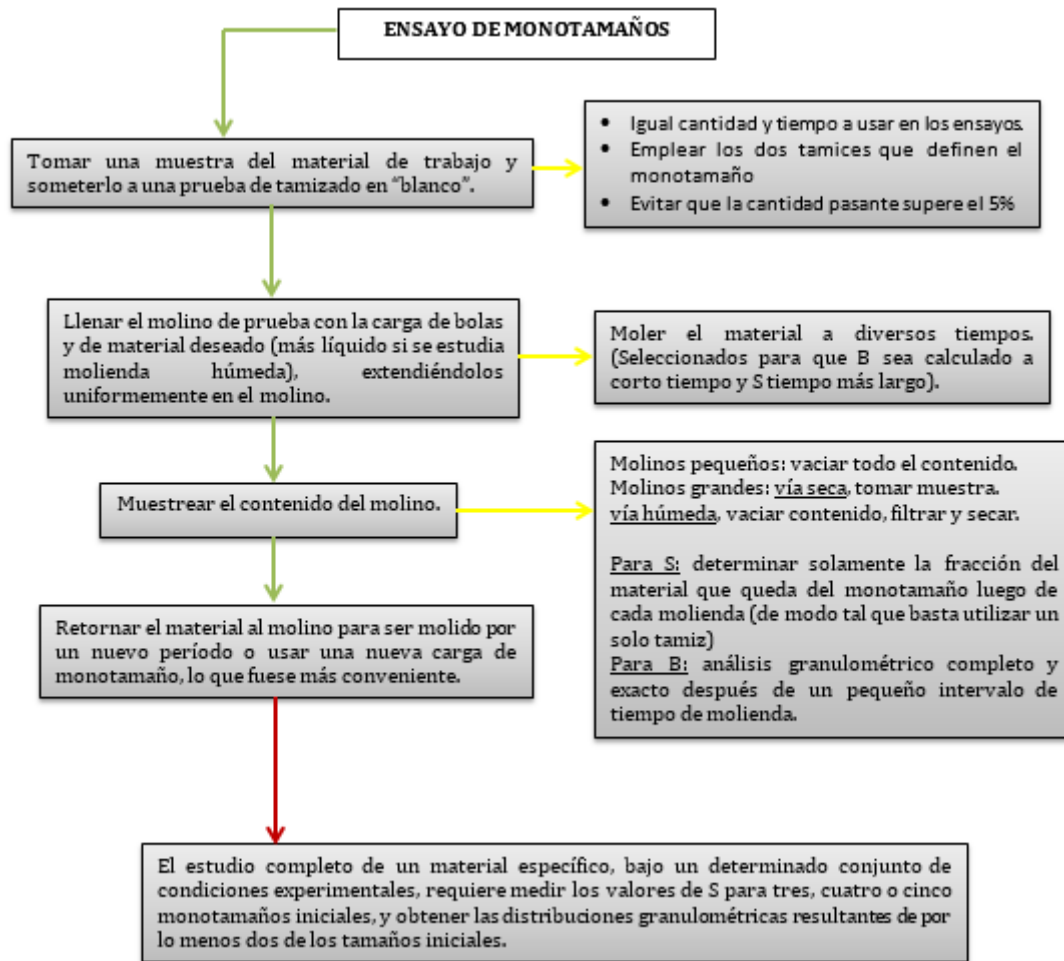 ENSAYO DE MONOTAMAÑOS
Tomar una muestra del material de trabajo y
someterlo a una prueba de tamizado en "blanco".
• Igual cantidad y tiempo a usar en los ensayos.
• Emplear los dos tamices que definen el
monotamaño
• Evitar que la cantidad pasante supere el 5%
Llenar el molino de prueba con la carga de bolas
y de material deseado (más líquido si se estudia
molienda húmeda), extendiéndolos
uniformemente en el molino.
Moler el material a diversos tiempos.
(Seleccionados para que B sea calculado a
corto tiempo y S tiempo más largo).
Muestrear el contenido del molino.
Molinos pequeños: vaciar todo el contenido.
Molinos grandes: vía seca, tomar muestra.
vía húmeda, vaciar contenido, filtrar y secar.
Para S: determinar solamente la fracción del
material que queda del monotamaño luego de
cada molienda (de modo tal que basta utilizar un
solo tamiz)
Para B: análisis granulométrico completo y
exacto después de un pequeño intervalo de
tiempo de molienda.
Retornar el material al molino para ser molido por
un nuevo período o usar una nueva carga de
monotamaño, lo que fuese más conveniente.
El estudio completo de un material específico, bajo un determinado conjunto de
condiciones experimentales, requiere medir los valores de S para tres, cuatro o cinco
monotamaños iniciales, y obtener las distribuciones granulométricas resultantes de por
lo menos dos de los tamaños iniciales.